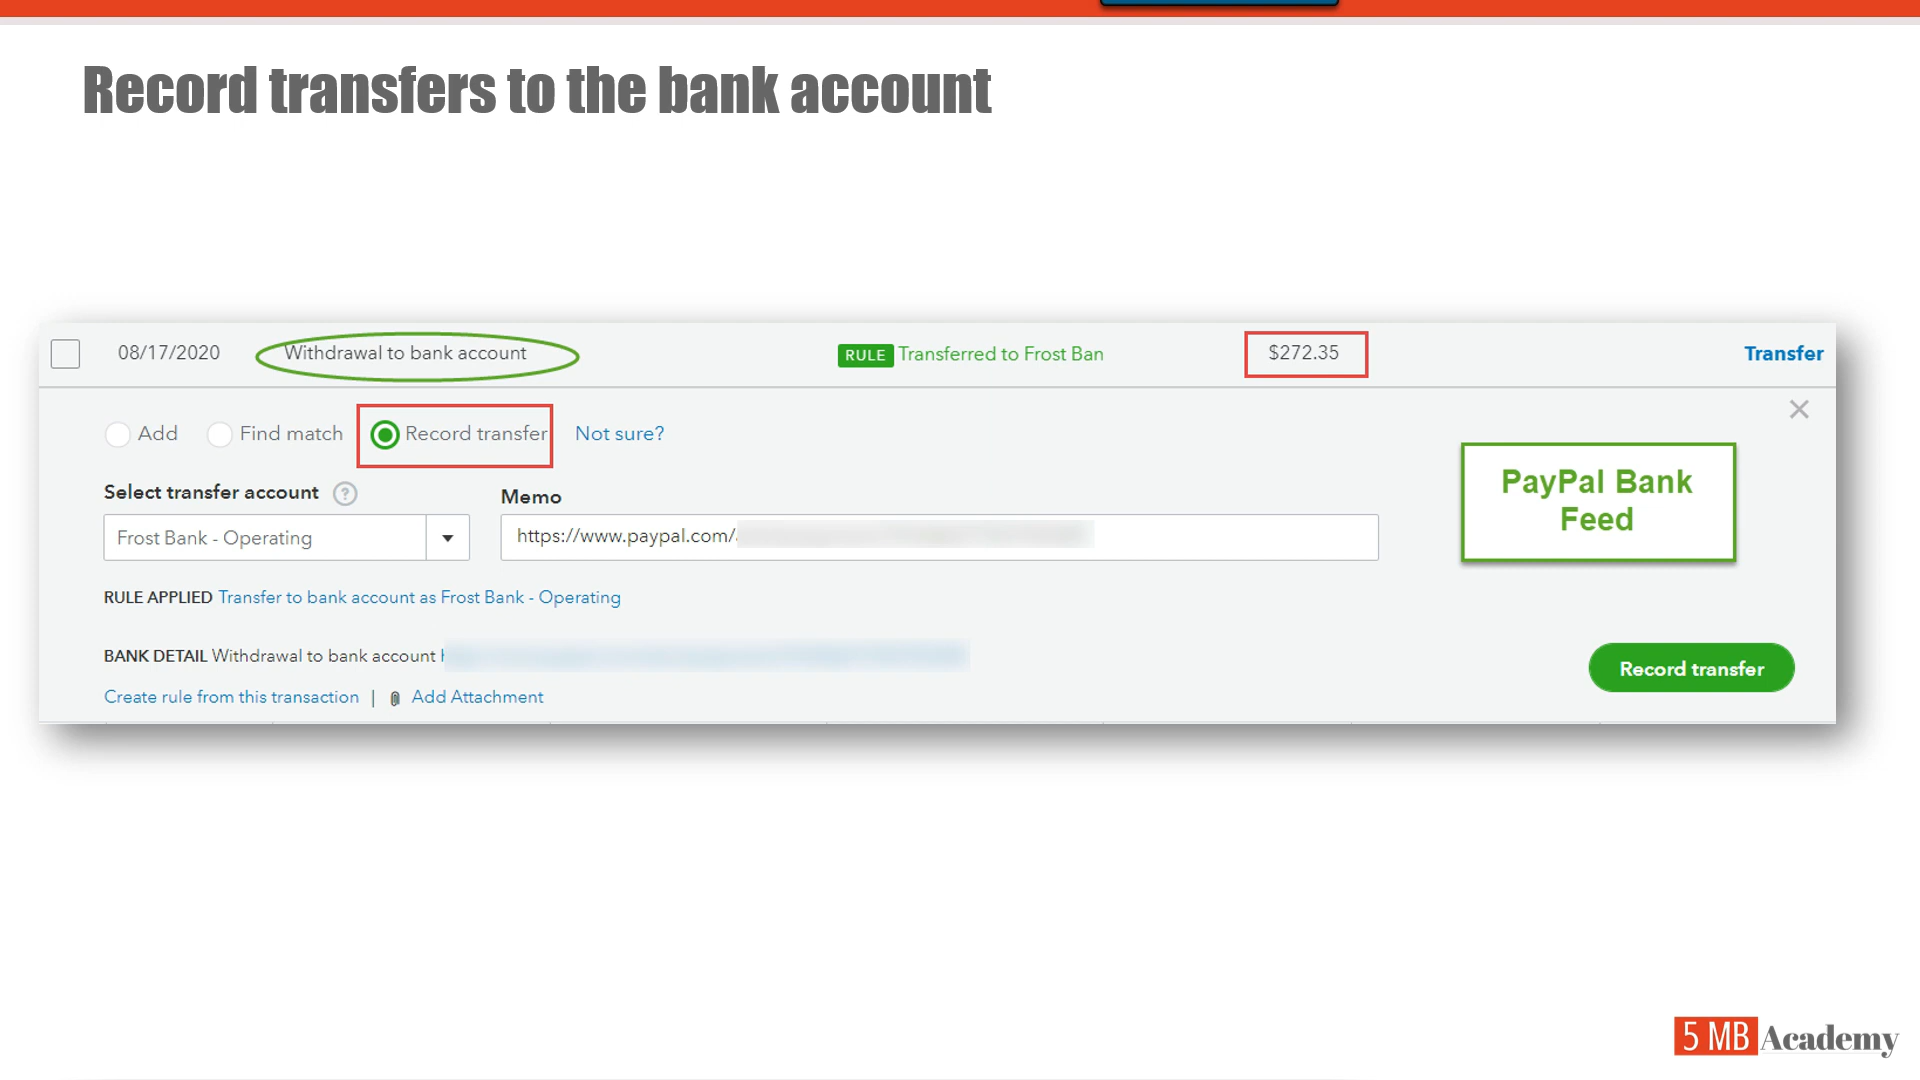 Record transfers to the bank account
08/17/2020 Withdrawal to bank account RULE Transferred to Frost Ban $272.35 Transfer
Add Find match Record transfer Not sure?
PayPal Bank
Feed
Select transfer account ? Memo
Frost Bank - Operating https://www.paypal.com/
RULE APPLIED Transfer to bank account as Frost Bank - Operating
BANK DETAIL Withdrawal to bank account
Record transfer
Create rule from this transaction | Add Attachment
5 MB Academy